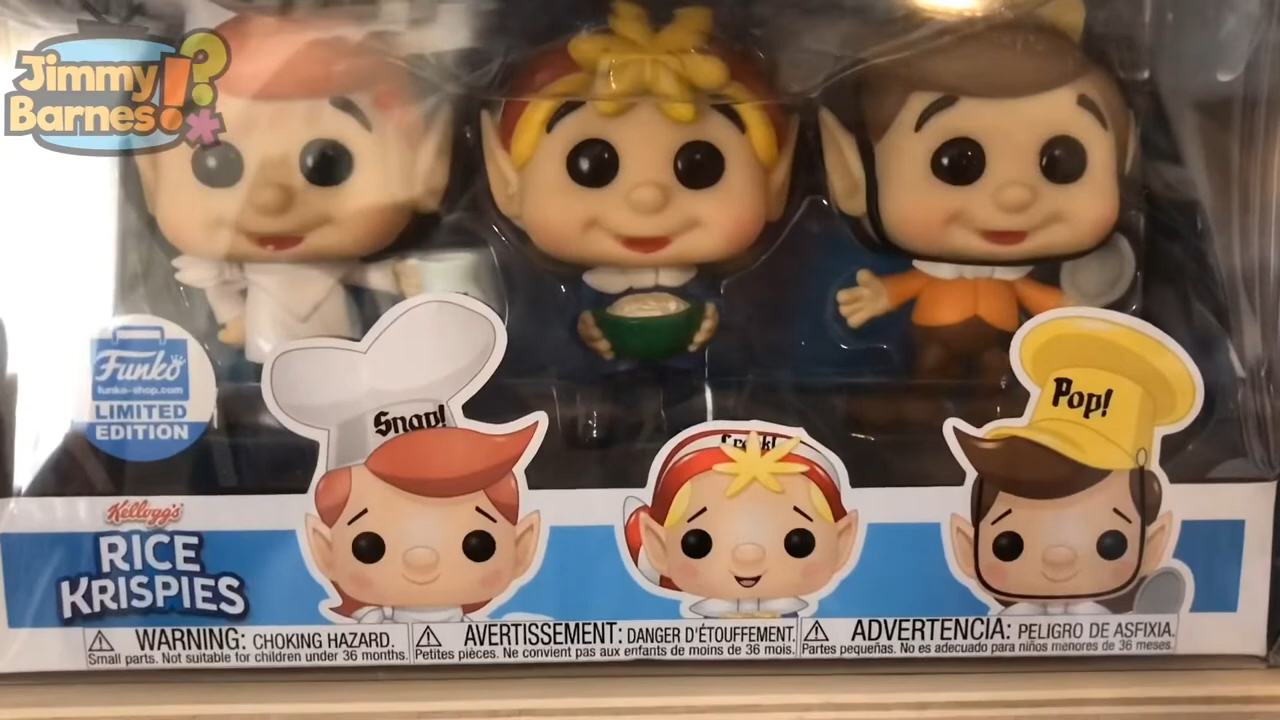 Jimmy
Barnes!?*
Funko
funko-shop.com
LIMITED
EDITION
Snap!
Pop!
Kellogg's
RICE
KRISPIES
WARNING: CHOKING HAZARD.
Small parts. Not suitable for children under 36 months.
AVERTISSEMENT: DANGER D'ÉTOUFFEMENT.
Petites pièces. Ne convient pas aux enfants de moins de 36 mois.
ADVERTENCIA: PELIGRO DE ASFIXIA.
Partes pequeñas. No es adecuado para niños menores de 36 meses.